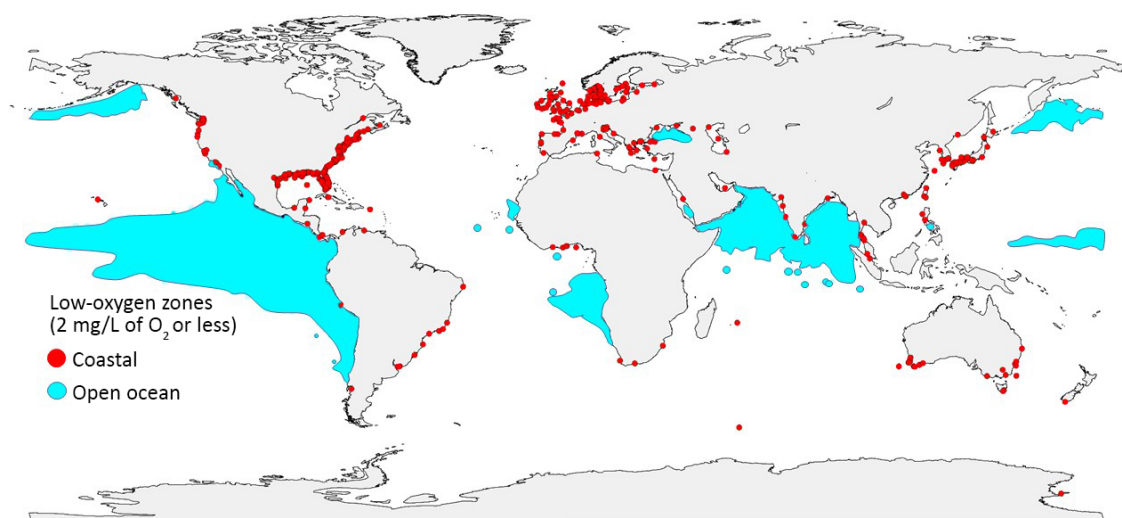 Low-oxygen zones
(2 mg/L of O₂ or less)
Coastal
Open ocean